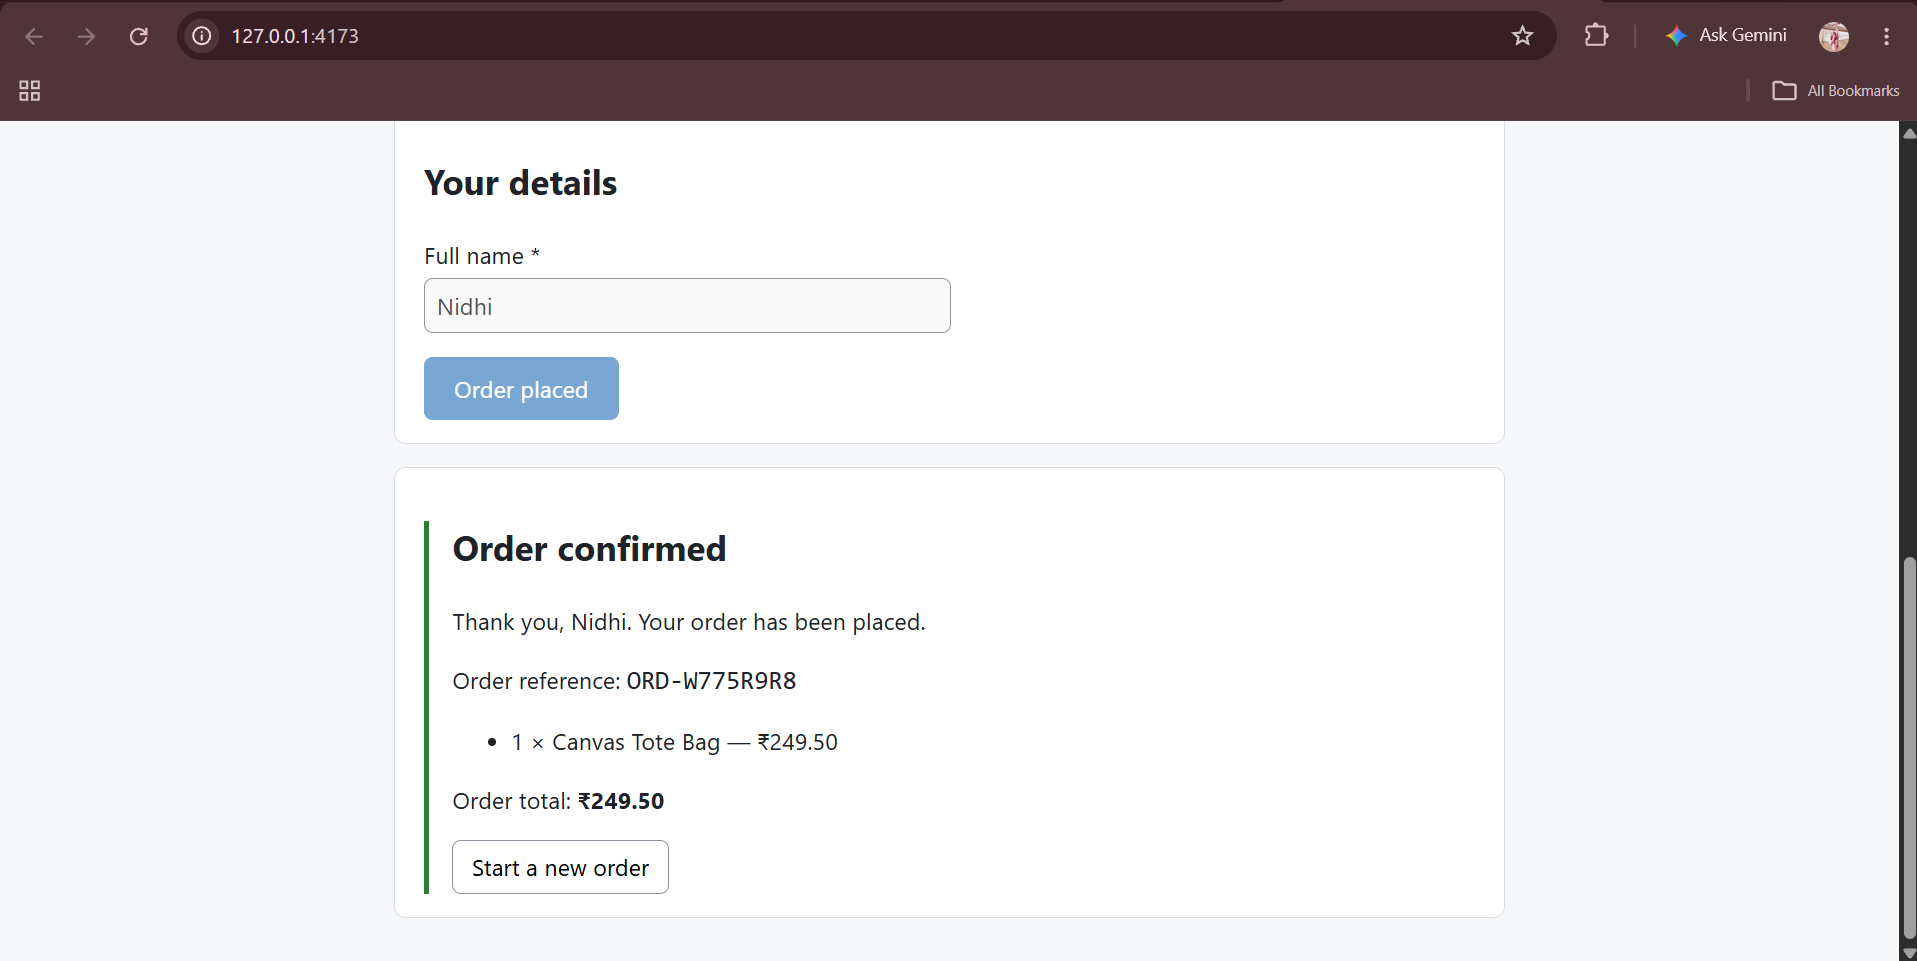 127.0.0.1:4173
Ask Gemini
All Bookmarks
Your details
Full name *
Nidhi
Order placed
Order confirmed
Thank you, Nidhi. Your order has been placed.
Order reference: ORD-W775R9R8
• 1 × Canvas Tote Bag — ₹249.50
Order total: ₹249.50
Start a new order